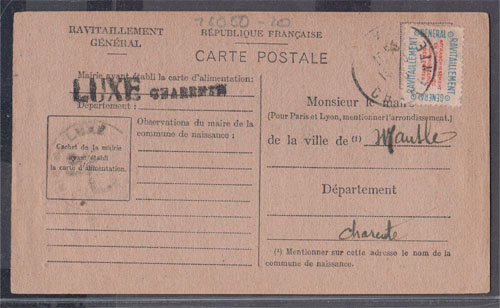 RAVITAILLEMENT
GÉNÉRAL
RÉPUBLIQUE FRANÇAISE
CARTE POSTALE
Mairie ayant établi la carte d'alimentation:
LUXE CHARENTE
Département :
Observations du maire de la
commune de naissance :
LUXE
Cachet de la mairie
ayant établi
la carte d'alimentation.
RAVITAILLEMENT
GÉNÉRAL
RAVITAILLEMENT
GÉNÉRAL
Monsieur le maire
(Pour Paris et Lyon, mentionner l'arrondissement.)
de la ville de (1) Mansle
Département
charente
(1) Mentionner sur cette adresse le nom de la
commune de naissance.